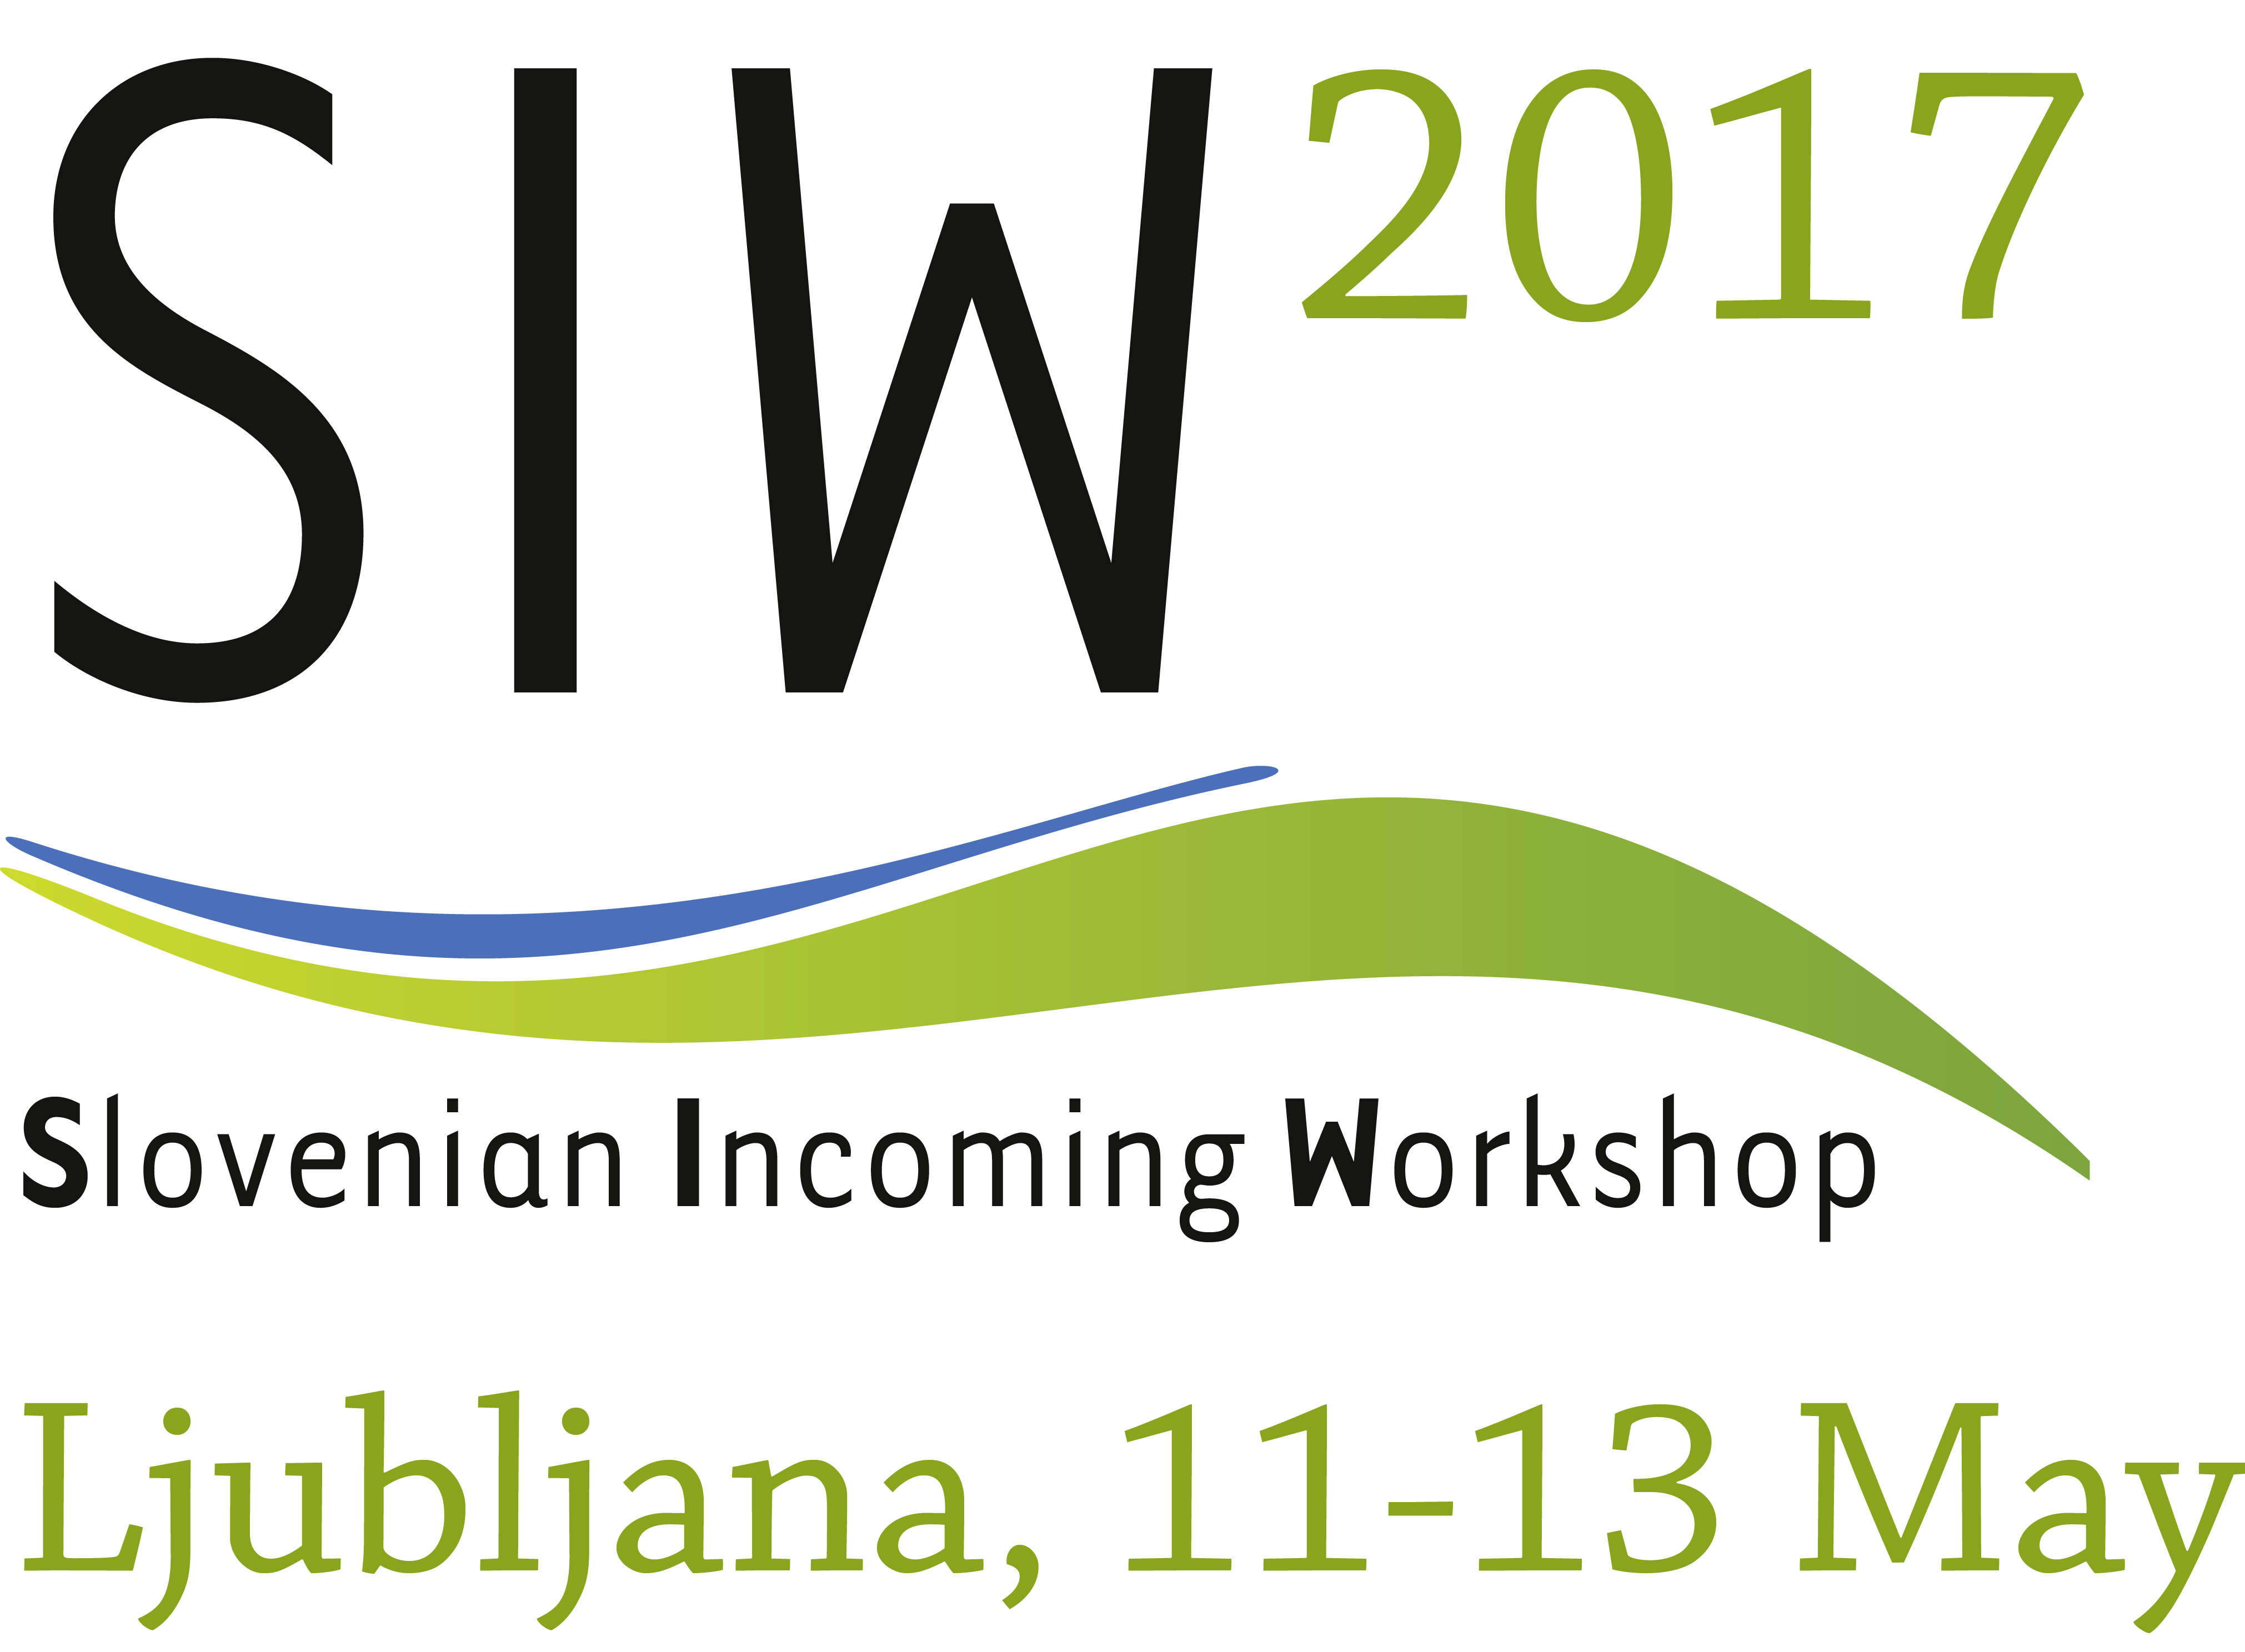 SIW 2017
Slovenian Incoming Workshop
Ljubljana, 11-13 May